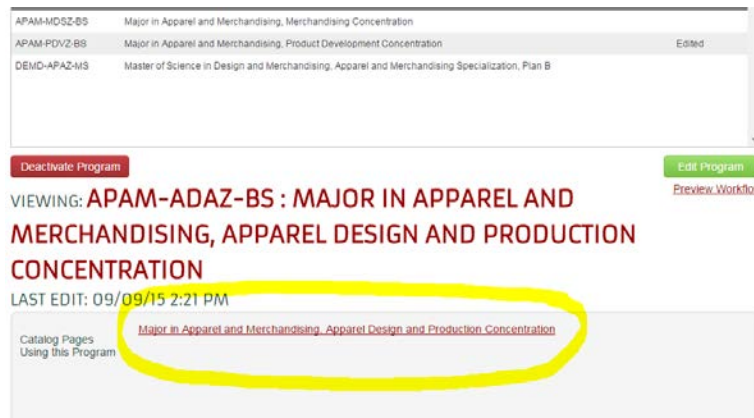 APAM-MDSZ-BS Major in Apparel and Merchandising, Merchandising Concentration
APAM-PDVZ-BS Major in Apparel and Merchandising, Product Development Concentration Edited
DEMD-APAZ-MS Master of Science in Design and Merchandising, Apparel and Merchandising Specialization, Plan B
Deactivate Program Edit Program
Preview Workflo
VIEWING: APAM-ADAZ-BS : MAJOR IN APPAREL AND
MERCHANDISING, APPAREL DESIGN AND PRODUCTION
CONCENTRATION
LAST EDIT: 09/09/15 2:21 PM
Major in Apparel and Merchandising, Apparel Design and Production Concentration
Catalog Pages
Using this Program